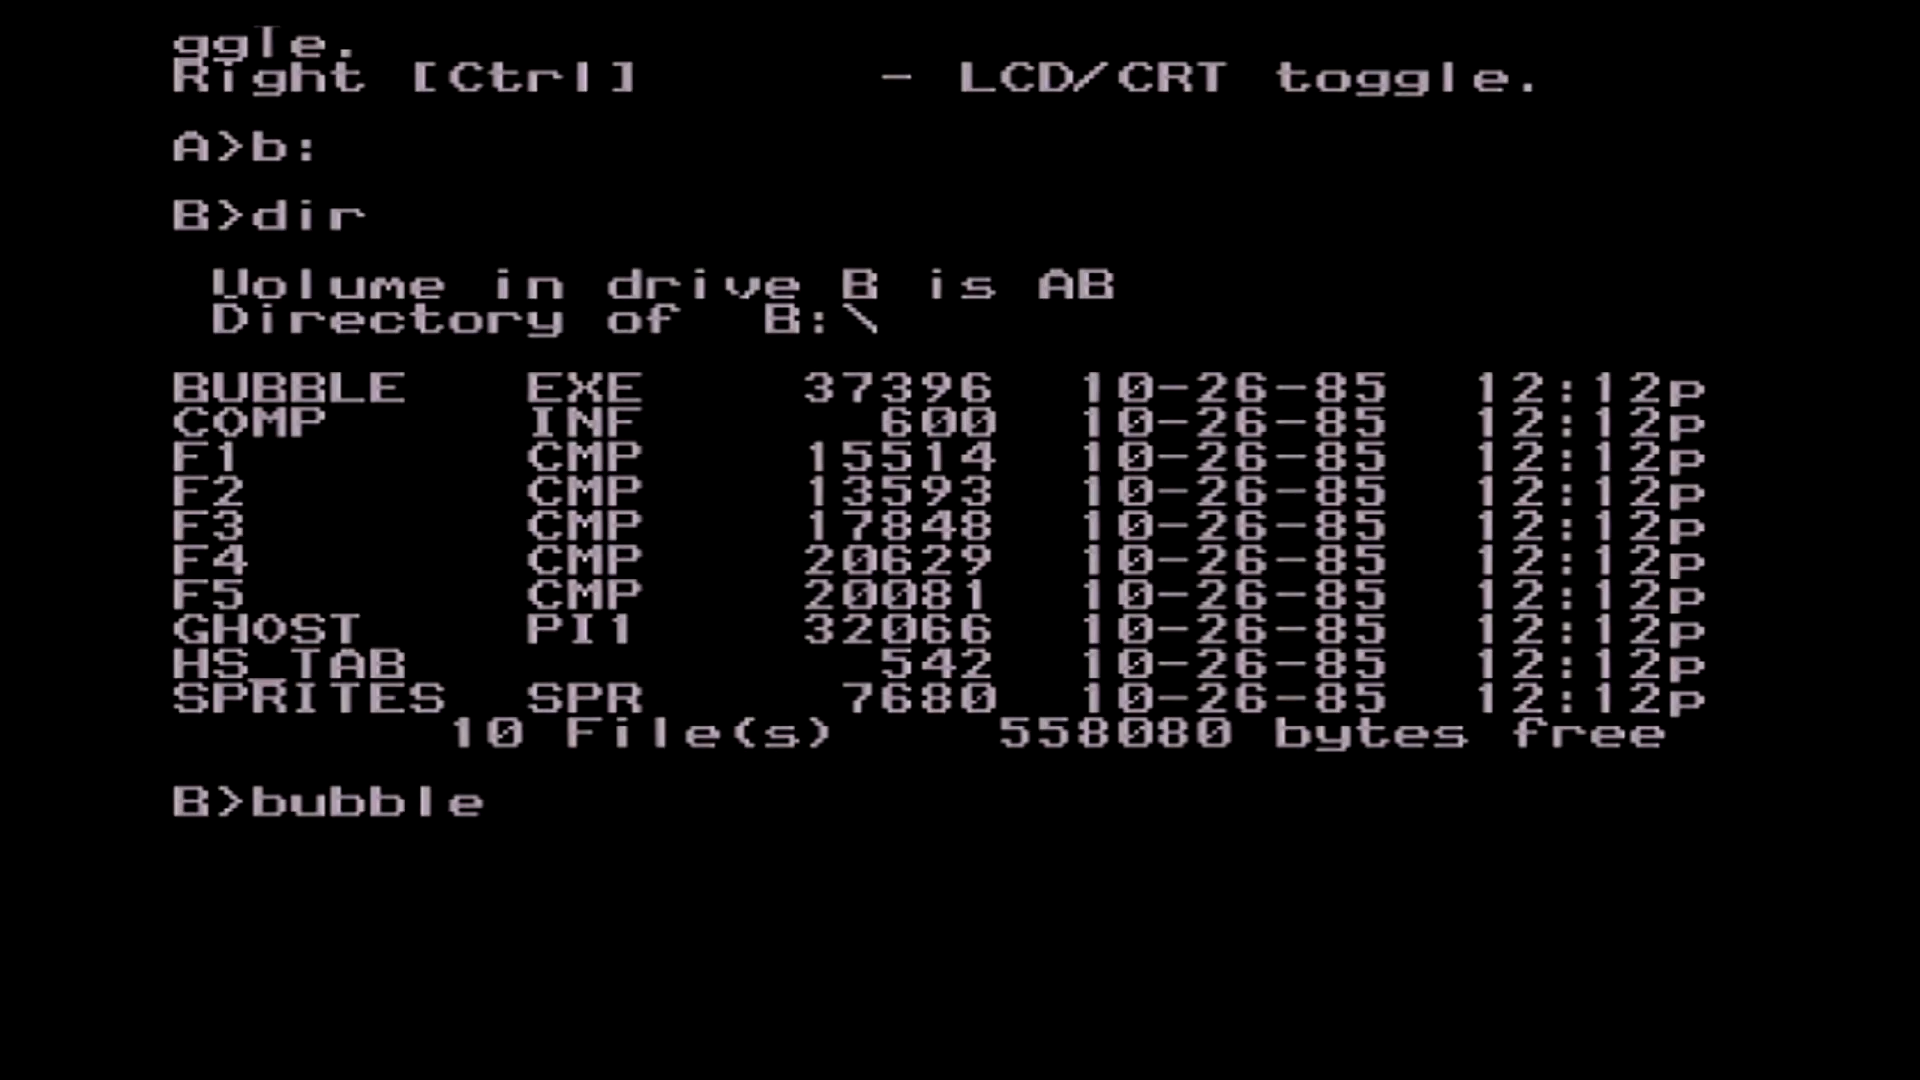 ggle.
Right [Ctrl]      - LCD/CRT toggle.
A>b:
B>dir
Volume in drive B is AB
Directory of  B:\
BUBBLE   EXE    37396  10-26-85  12:12p
COMP     INF      600  10-26-85  12:12p
F1       CMP    15514  10-26-85  12:12p
F2       CMP    13593  10-26-85  12:12p
F3       CMP    17848  10-26-85  12:12p
F4       CMP    20629  10-26-85  12:12p
F5       CMP    20081  10-26-85  12:12p
GHOST    PI1    32066  10-26-85  12:12p
HS_TAB            542  10-26-85  12:12p
SPRITES  SPR     7680  10-26-85  12:12p
10 File(s)    558080 bytes free
B>bubble